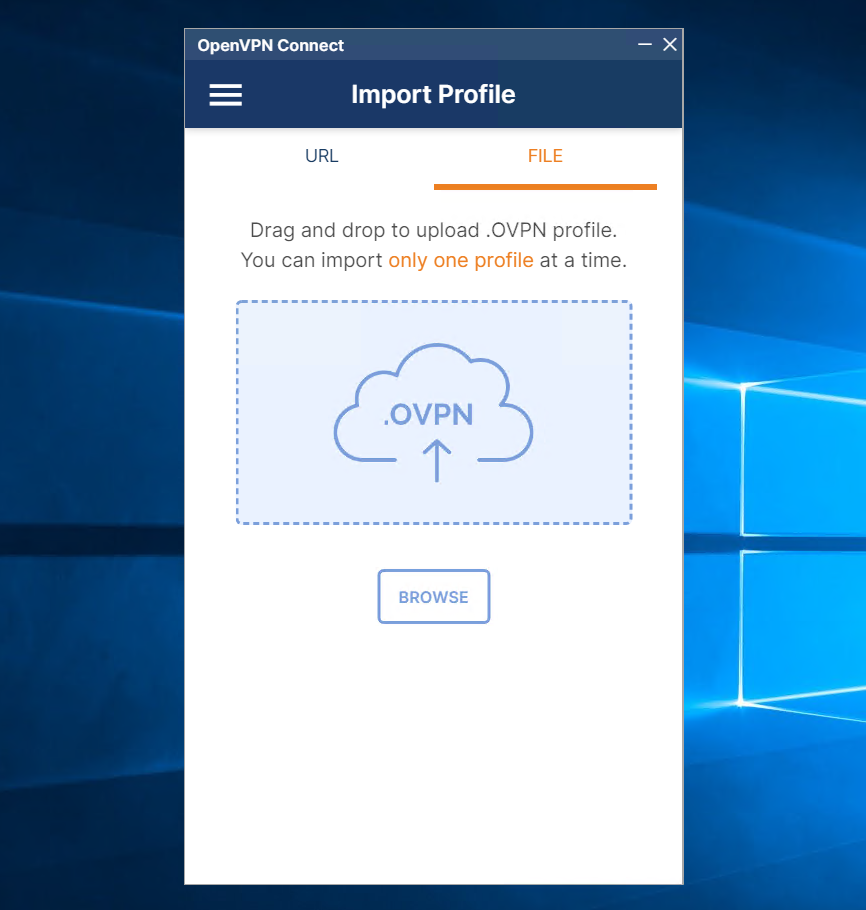 OpenVPN Connect
Import Profile
URL
FILE
Drag and drop to upload .OVPN profile.
You can import only one profile at a time.
.OVPN
BROWSE